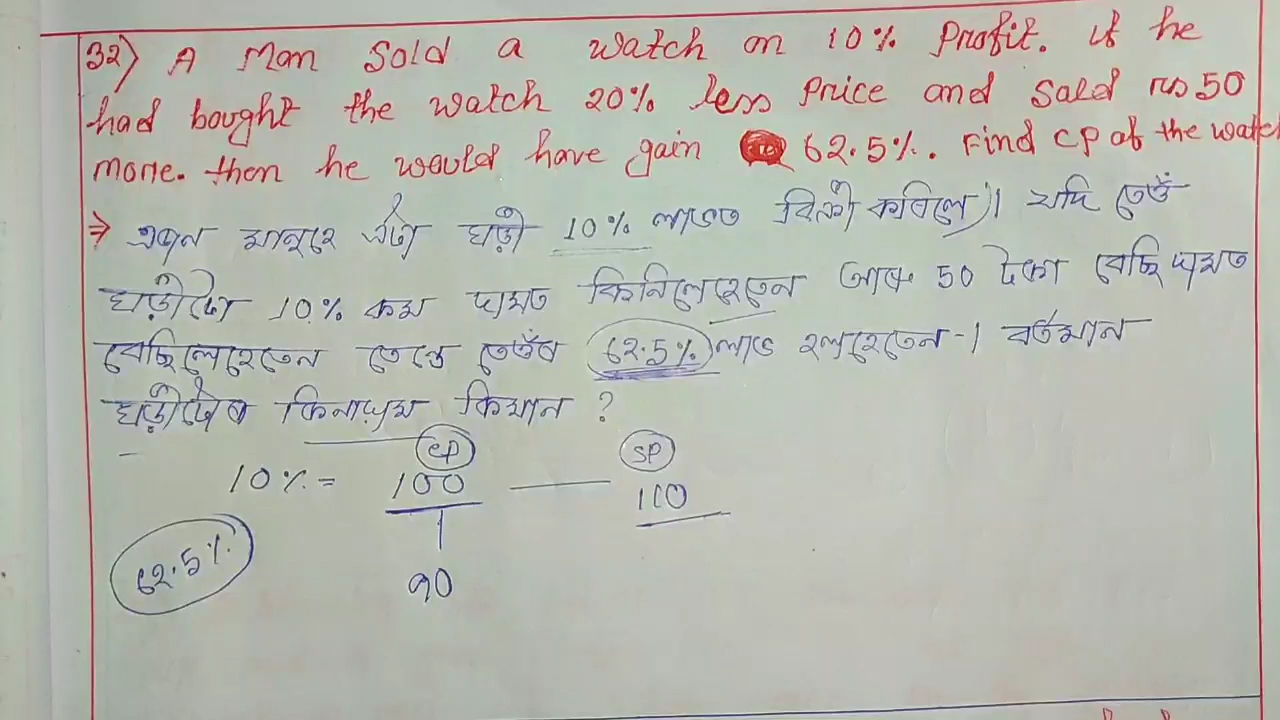 32) A Man Sold a watch on 10% Profit. if he
had bought the watch 20% less Price and Sald rs 50
more. then he would have gain 62.5%. Find CP of the watch
⇒ এজন মানুহে এটা ঘড়ী 10% লাভত বিক্ৰী কৰিলে। যদি তেওঁ
ঘড়ীটো 10% কম দামত কিনিলেহেতেন আৰু 50 টকা বেছি দামত
বেছিলেহেতেন তেন্তে তেওঁৰ 62.5% লাভ হলহেতেন-। বৰ্তমান
ঘড়ীটোৰ কিনাদাম কিমান ?
CP SP
10% = 100 —— 110
62.5%
90